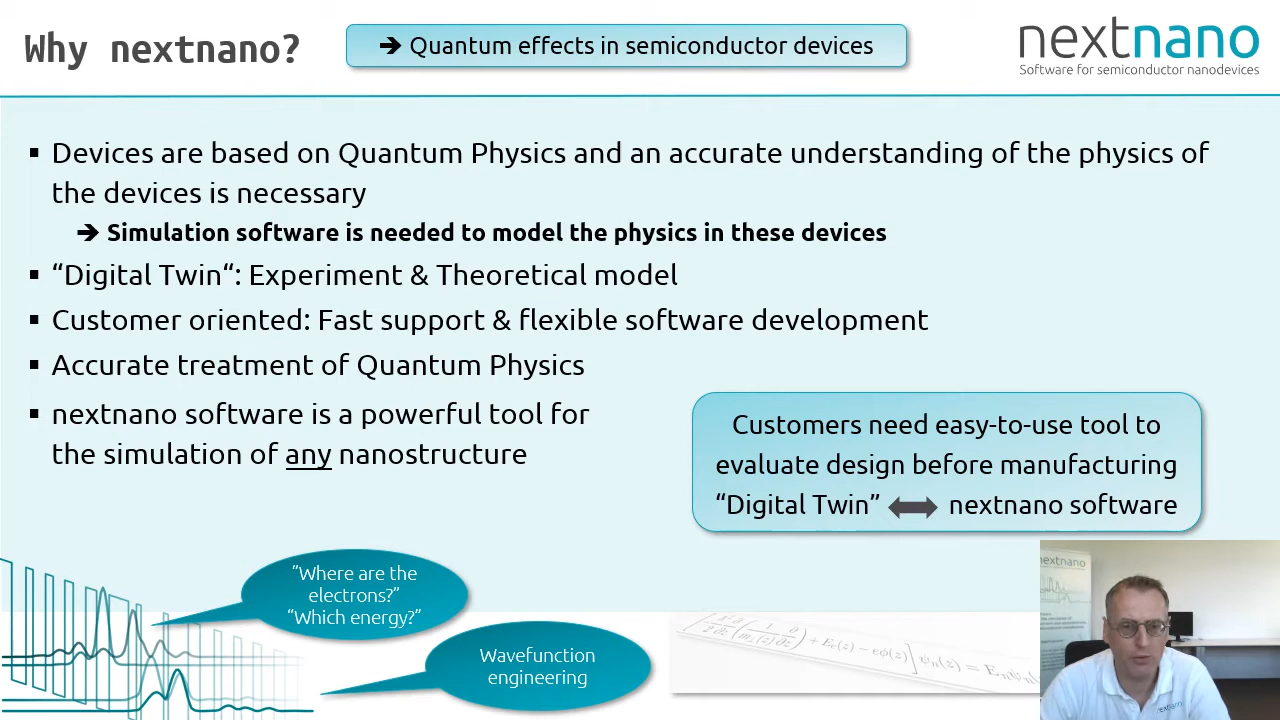 Why nextnano?
➔ Quantum effects in semiconductor devices
nextnano
Software for semiconductor nanodevices
▪ Devices are based on Quantum Physics and an accurate understanding of the physics of
the devices is necessary
➔ Simulation software is needed to model the physics in these devices
▪ “Digital Twin“: Experiment & Theoretical model
▪ Customer oriented: Fast support & flexible software development
▪ Accurate treatment of Quantum Physics
▪ nextnano software is a powerful tool for
the simulation of any nanostructure
Customers need easy-to-use tool to
evaluate design before manufacturing
“Digital Twin” ⬌ nextnano software
"Where are the
electrons?”
“Which energy?”
Wavefunction
engineering
nextnano
nextnano